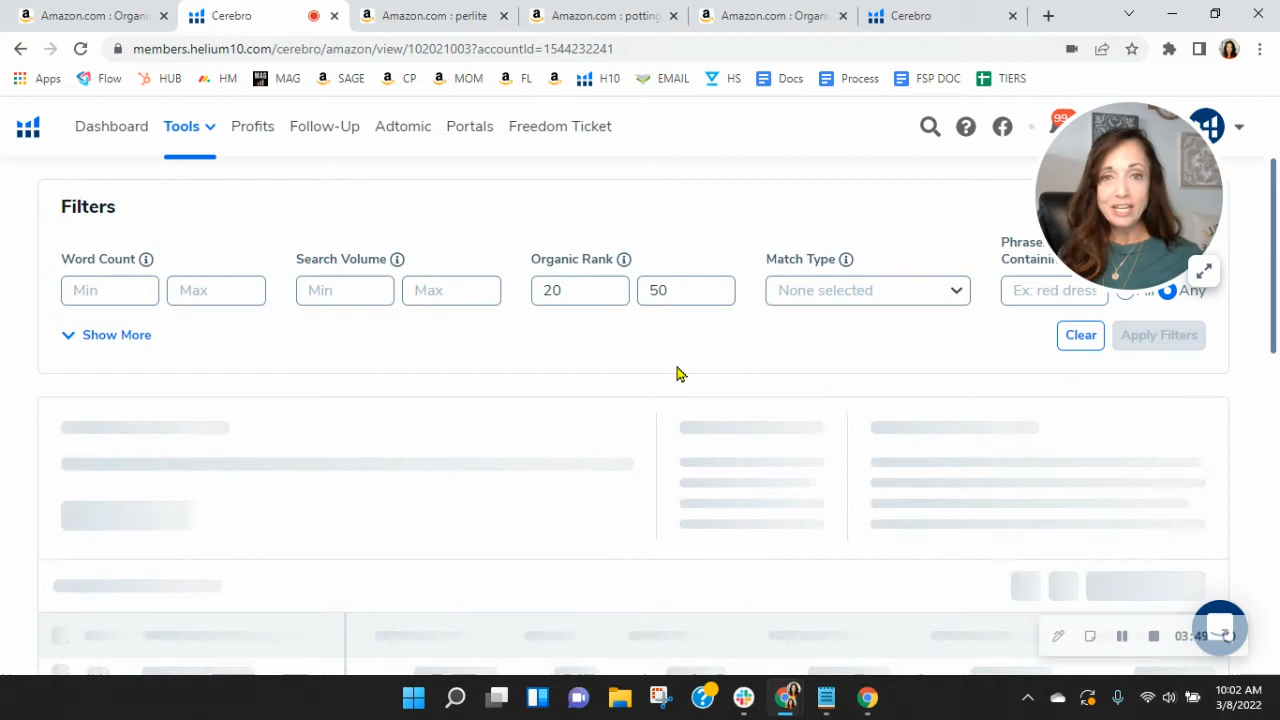 Amazon.com : Organi
Cerebro
Amazon.com : perlite
Amazon.com : potting
Amazon.com : Organic
Cerebro
members.helium10.com/cerebro/amazon/view/102021003?accountId=1544232241
Apps
Flow
HUB
HM
MAG
SAGE
CP
MOM
FL
H10
EMAIL
HS
Docs
Process
FSP DOC
TIERS
Dashboard
Tools
Profits
Follow-Up
Adtomic
Portals
Freedom Ticket
99
Filters
Word Count
Search Volume
Organic Rank
Match Type
Phrase
Containi
Min
Max
Min
Max
20
50
None selected
Ex: red dress
All
Any
Show More
Clear
Apply Filters
03:49
10:02 AM
3/8/2022